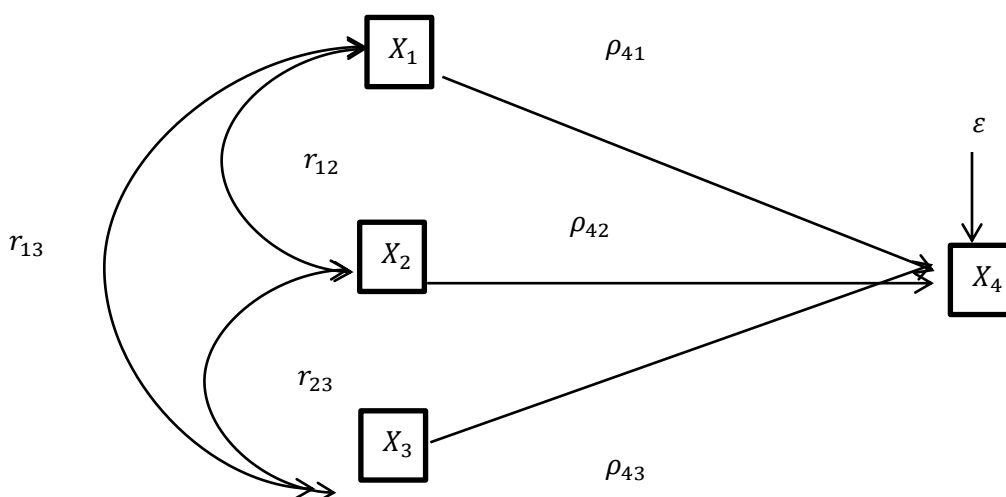 𝑋₁
𝜌₄₁
𝜀
𝑟₁₂
𝜌₄₂
𝑟₁₃
𝑋₂
𝑋₄
𝑟₂₃
𝑋₃
𝜌₄₃